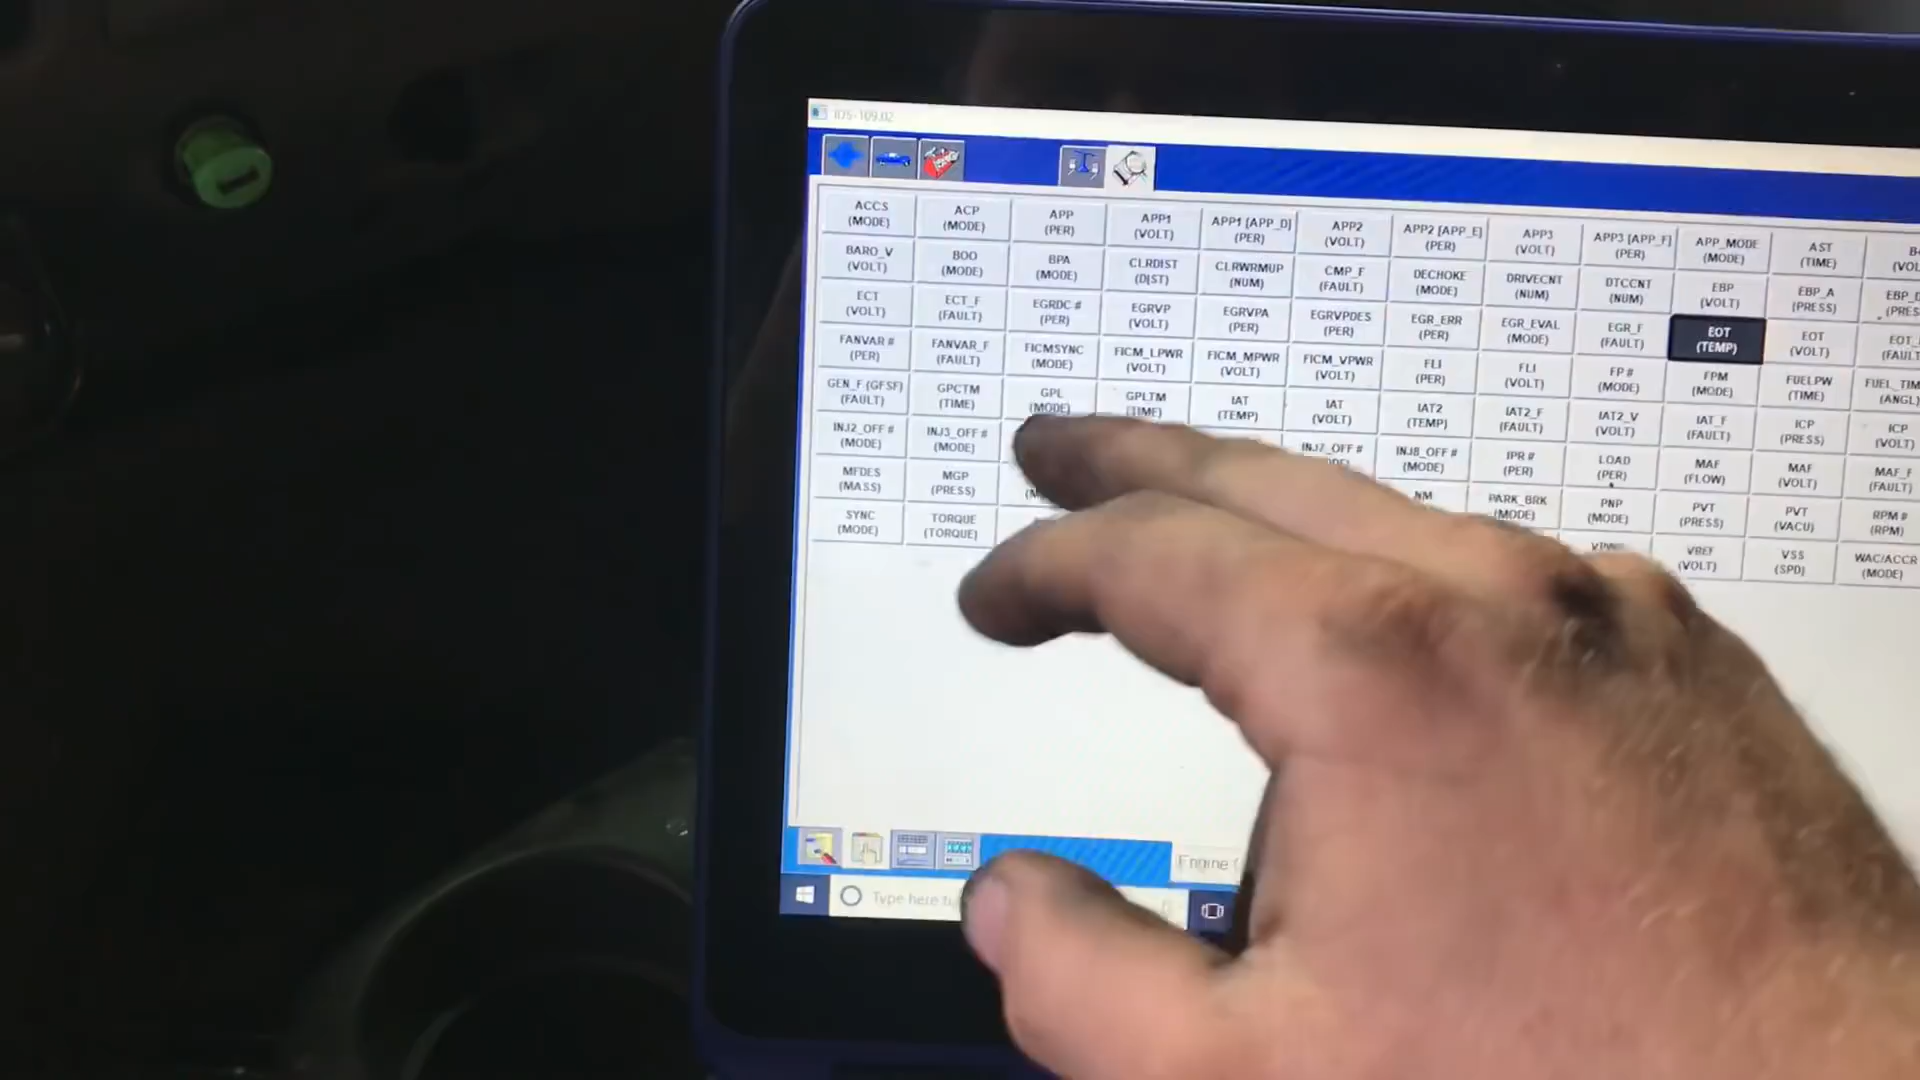 IDS-109.02
ACCS (MODE)
ACP (MODE)
APP (PER)
APP1 (VOLT)
APP1 [APP_D] (PER)
APP2 (VOLT)
APP2 [APP_E] (PER)
APP3 (VOLT)
APP3 [APP_F] (PER)
APP_MODE (MODE)
AST (TIME)
BARO_V (VOLT)
BOO (MODE)
BPA (MODE)
CLRDIST (DIST)
CLRWRMUP (NUM)
CMP_F (FAULT)
DECHOKE (MODE)
DRIVECNT (NUM)
DTCCNT (NUM)
EBP (VOLT)
EBP_A (PRESS)
ECT (VOLT)
ECT_F (FAULT)
EGRDC # (PER)
EGRVP (VOLT)
EGRVPA (PER)
EGRVPDES (PER)
EGR_ERR (PER)
EGR_EVAL (MODE)
EGR_F (FAULT)
EOT (TEMP)
EOT (VOLT)
FANVAR # (PER)
FANVAR_F (FAULT)
FICMSYNC (MODE)
FICM_LPWR (VOLT)
FICM_MPWR (VOLT)
FICM_VPWR (VOLT)
FLI (PER)
FLI (VOLT)
FP # (MODE)
FPM (MODE)
FUELPW (TIME)
GEN_F (GFSF) (FAULT)
GPCTM (TIME)
GPL (MODE)
GPLTM (TIME)
IAT (TEMP)
IAT (VOLT)
IAT2 (TEMP)
IAT2_F (FAULT)
IAT2_V (VOLT)
IAT_F (FAULT)
ICP (PRESS)
ICP (VOLT)
INJ2_OFF # (MODE)
INJ3_OFF # (MODE)
INJ7_OFF #
INJ8_OFF # (MODE)
IPR # (PER)
LOAD (PER)
MAF (FLOW)
MAF (VOLT)
MAF_F (FAULT)
MFDES (MASS)
MGP (PRESS)
NM
PARK_BRK (MODE)
PNP (MODE)
PVT (PRESS)
PVT (VACU)
RPM # (RPM)
SYNC (MODE)
TORQUE (TORQUE)
VREF (VOLT)
VSS (SPD)
WAC/ACCR (MODE)
Engine
Type here